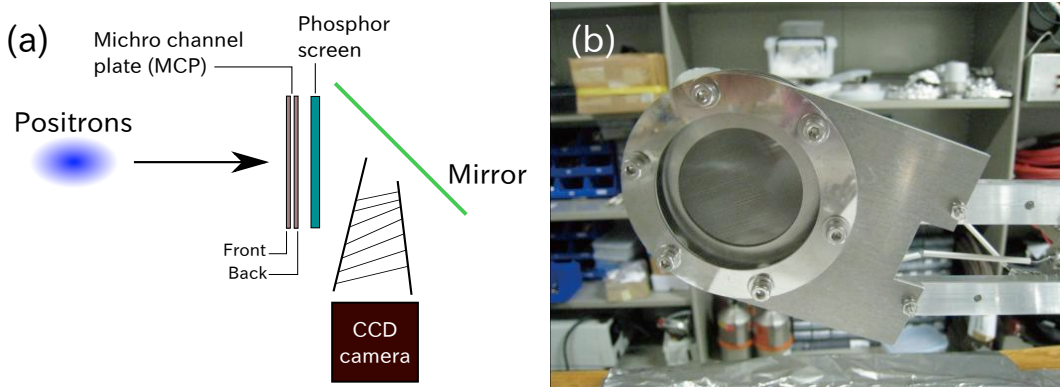 (a)
Michro channel
plate (MCP)
Phosphor
screen
Positrons
Mirror
Front
Back
CCD
camera
(b)